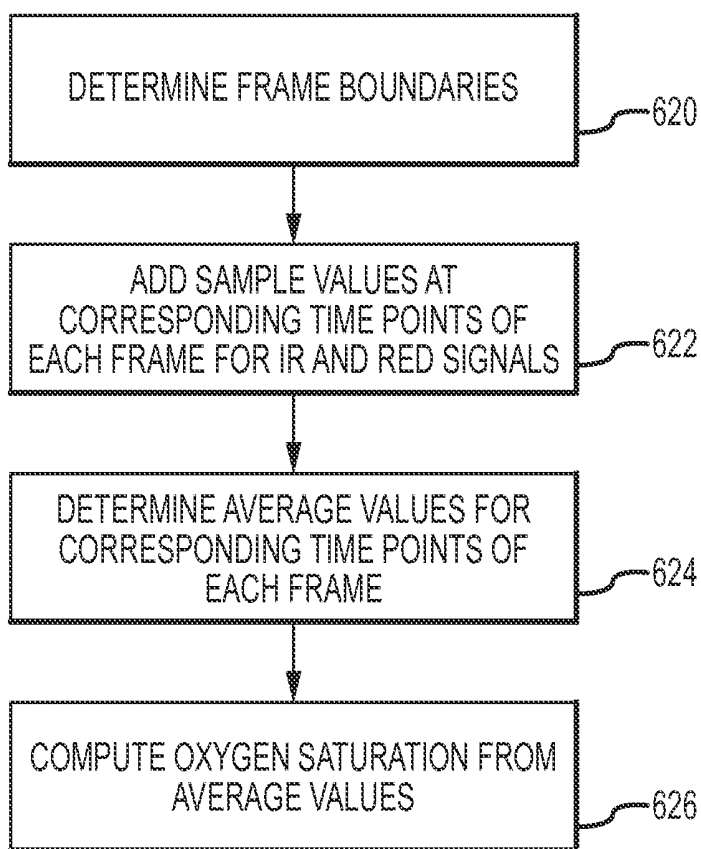 DETERMINE FRAME BOUNDARIES
620
ADD SAMPLE VALUES AT
CORRESPONDING TIME POINTS OF
EACH FRAME FOR IR AND RED SIGNALS
622
DETERMINE AVERAGE VALUES FOR
CORRESPONDING TIME POINTS OF
EACH FRAME
624
COMPUTE OXYGEN SATURATION FROM
AVERAGE VALUES
626